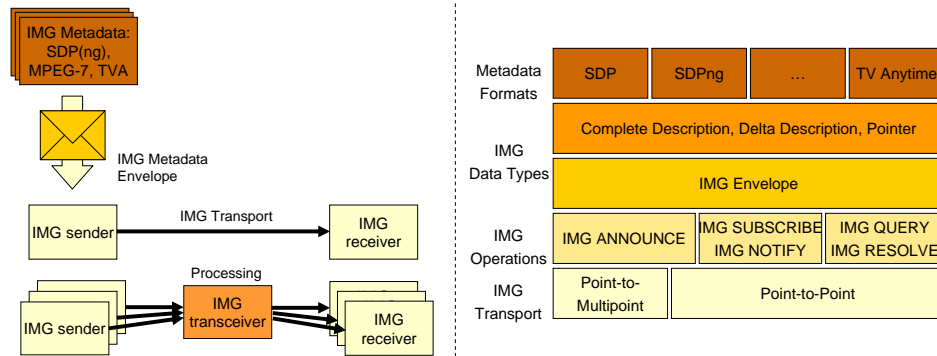 IMG Metadata:
SDP(ng),
MPEG-7, TVA
IMG Metadata
Envelope
IMG Transport
IMG sender
IMG
receiver
Processing
IMG sender
IMG
transceiver
IMG
receiver
Metadata
Formats
SDP
SDPng
…
TV Anytime
IMG
Data Types
Complete Description, Delta Description, Pointer
IMG Envelope
IMG
Operations
IMG ANNOUNCE
IMG SUBSCRIBE
IMG NOTIFY
IMG QUERY
IMG RESOLVE
IMG
Transport
Point-to-
Multipoint
Point-to-Point